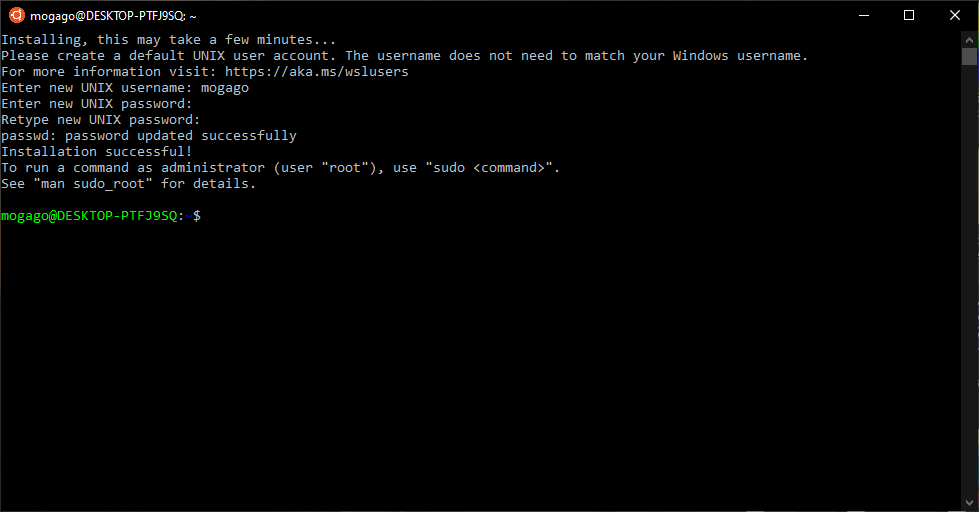 mogago@DESKTOP-PTFJ9SQ: ~
Installing, this may take a few minutes...
Please create a default UNIX user account. The username does not need to match your Windows username.
For more information visit: https://aka.ms/wslusers
Enter new UNIX username: mogago
Enter new UNIX password:
Retype new UNIX password:
passwd: password updated successfully
Installation successful!
To run a command as administrator (user "root"), use "sudo <command>".
See "man sudo_root" for details.
mogago@DESKTOP-PTFJ9SQ:~$